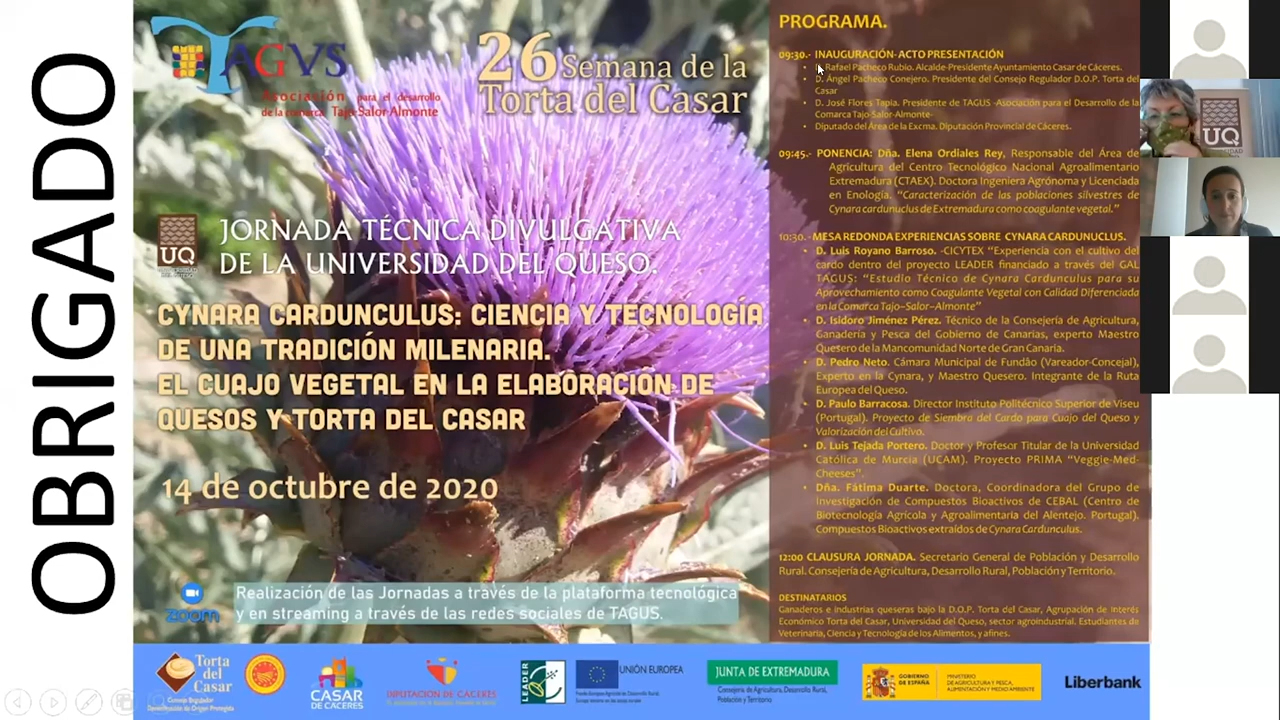 OBRIGADO
TAGUS
Asociación para el desarrollo
de la comarca Tajo-Salor-Almonte
26 Semana de la
Torta del Casar
UQ
JORNADA TÉCNICA DIVULGATIVA
DE LA UNIVERSIDAD DEL QUESO.
CYNARA CARDUNCULUS: CIENCIA Y TECNOLOGÍA
DE UNA TRADICIÓN MILENARIA.
EL CUAJO VEGETAL EN LA ELABORACIÓN DE
QUESOS Y TORTA DEL CASAR
14 de octubre de 2020
zoom
Realización de las Jornadas a través de la plataforma tecnológica
y en streaming a través de las redes sociales de TAGUS.
PROGRAMA.
09:30.- INAUGURACIÓN- ACTO PRESENTACIÓN
• Rafael Pacheco Rubio. Alcalde-Presidente Ayuntamiento Casar de Cáceres.
• D. Ángel Pacheco Conejero. Presidente del Consejo Regulador D.O.P. Torta del
Casar
• D. José Flores Tapia. Presidente de TAGUS -Asociación para el Desarrollo de la
Comarca Tajo-Salor-Almonte-
• Diputado del Área de la Excma. Diputación Provincial de Cáceres.
09:45.- PONENCIA: Dña. Elena Ordiales Rey, Responsable del Área de
Agricultura del Centro Tecnológico Nacional Agroalimentario
Extremadura (CTAEX). Doctora Ingeniera Agrónoma y Licenciada
en Enología. “Caracterización de las poblaciones silvestres de
Cynara cardunuclus de Extremadura como coagulante vegetal.”
10:30.- MESA REDONDA EXPERIENCIAS SOBRE CYNARA CARDUNUCLUS.
• D. Luis Royano Barroso. -CICYTEX “Experiencia con el cultivo del
cardo dentro del proyecto LEADER financiado a través del GAL
TAGUS: “Estudio Técnico de Cynara Cardunculus para su
Aprovechamiento como Coagulante Vegetal con Calidad Diferenciada
en la Comarca Tajo–Salor–Almonte”
• D. Isidoro Jiménez Pérez. Técnico de la Consejería de Agricultura,
Ganadería y Pesca del Gobierno de Canarias, experto Maestro
Quesero de la Mancomunidad Norte de Gran Canaria.
• D. Pedro Neto. Cámara Municipal de Fundão (Vareador-Concejal),
Experto en la Cynara, y Maestro Quesero. Integrante de la Ruta
Europea del Queso.
• D. Paulo Barracosa. Director Instituto Politécnico Superior de Viseu
(Portugal). Proyecto de Siembra del Cardo para Cuajo del Queso y
Valorización del Cultivo.
• D. Luis Tejada Portero. Doctor y Profesor Titular de la Universidad
Católica de Murcia (UCAM). Proyecto PRIMA “Veggie-Med-
Cheeses”.
• Dña. Fátima Duarte. Doctora, Coordinadora del Grupo de
Investigación de Compuestos Bioactivos de CEBAL (Centro de
Biotecnología Agrícola y Agroalimentaria del Alentejo. Portugal).
Compuestos Bioactivos extraídos de Cynara Cardunculus.
12:00 CLAUSURA JORNADA. Secretario General de Población y Desarrollo
Rural. Consejería de Agricultura, Desarrollo Rural, Población y Territorio.
DESTINATARIOS
Ganaderos e industrias queseras bajo la D.O.P. Torta del Casar, Agrupación de Interés
Económico Torta del Casar, Universidad del Queso, sector agroindustrial. Estudiantes de
Veterinaria, Ciencia y Tecnología de los Alimentos, y afines.
UQ
Torta
del
Casar
Consejo Regulador
Denominación de Origen Protegida
CASAR
DE CÁCERES
DIPUTACIÓN DE CÁCERES
LEADER
UNIÓN EUROPEA
JUNTA DE EXTREMADURA
Consejería de Agricultura, Desarrollo Rural,
Población y Territorio
GOBIERNO
DE ESPAÑA
MINISTERIO
DE AGRICULTURA Y PESCA,
ALIMENTACIÓN Y MEDIO AMBIENTE
Liberbank